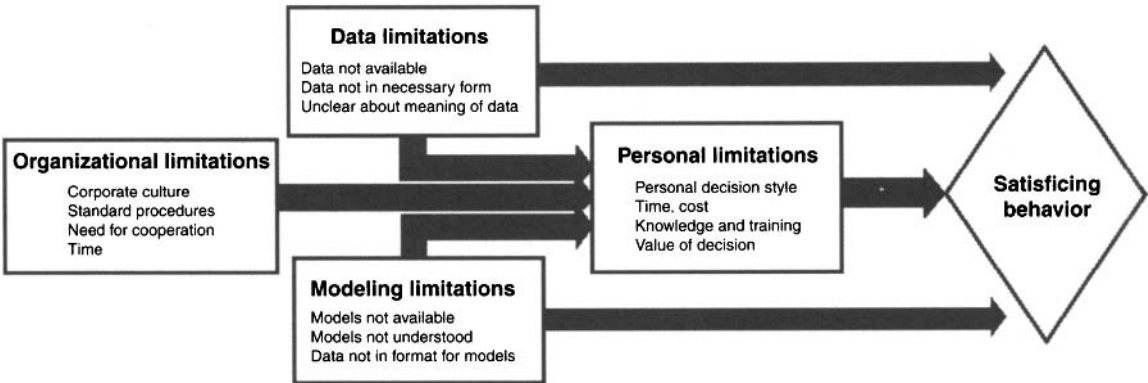 Data limitations
Data not available
Data not in necessary form
Unclear about meaning of data
Organizational limitations
Corporate culture
Standard procedures
Need for cooperation
Time
Personal limitations
Personal decision style
Time, cost
Knowledge and training
Value of decision
Satisficing
behavior
Modeling limitations
Models not available
Models not understood
Data not in format for models